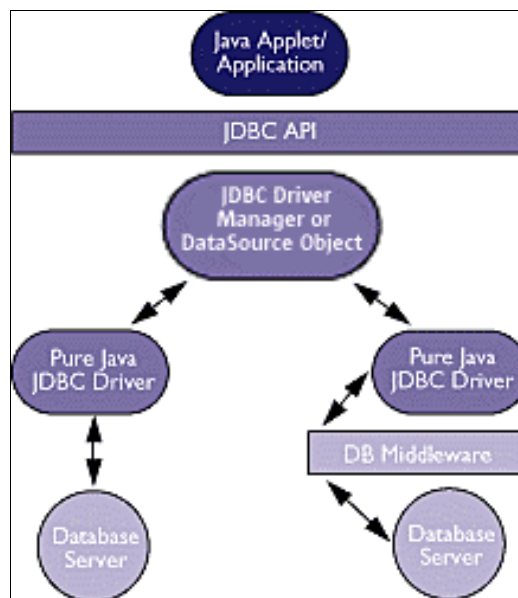 Java Applet/
Application
JDBC API
JDBC Driver
Manager or
DataSource Object
Pure Java
JDBC Driver
Pure Java
JDBC Driver
DB Middleware
Database
Server
Database
Server